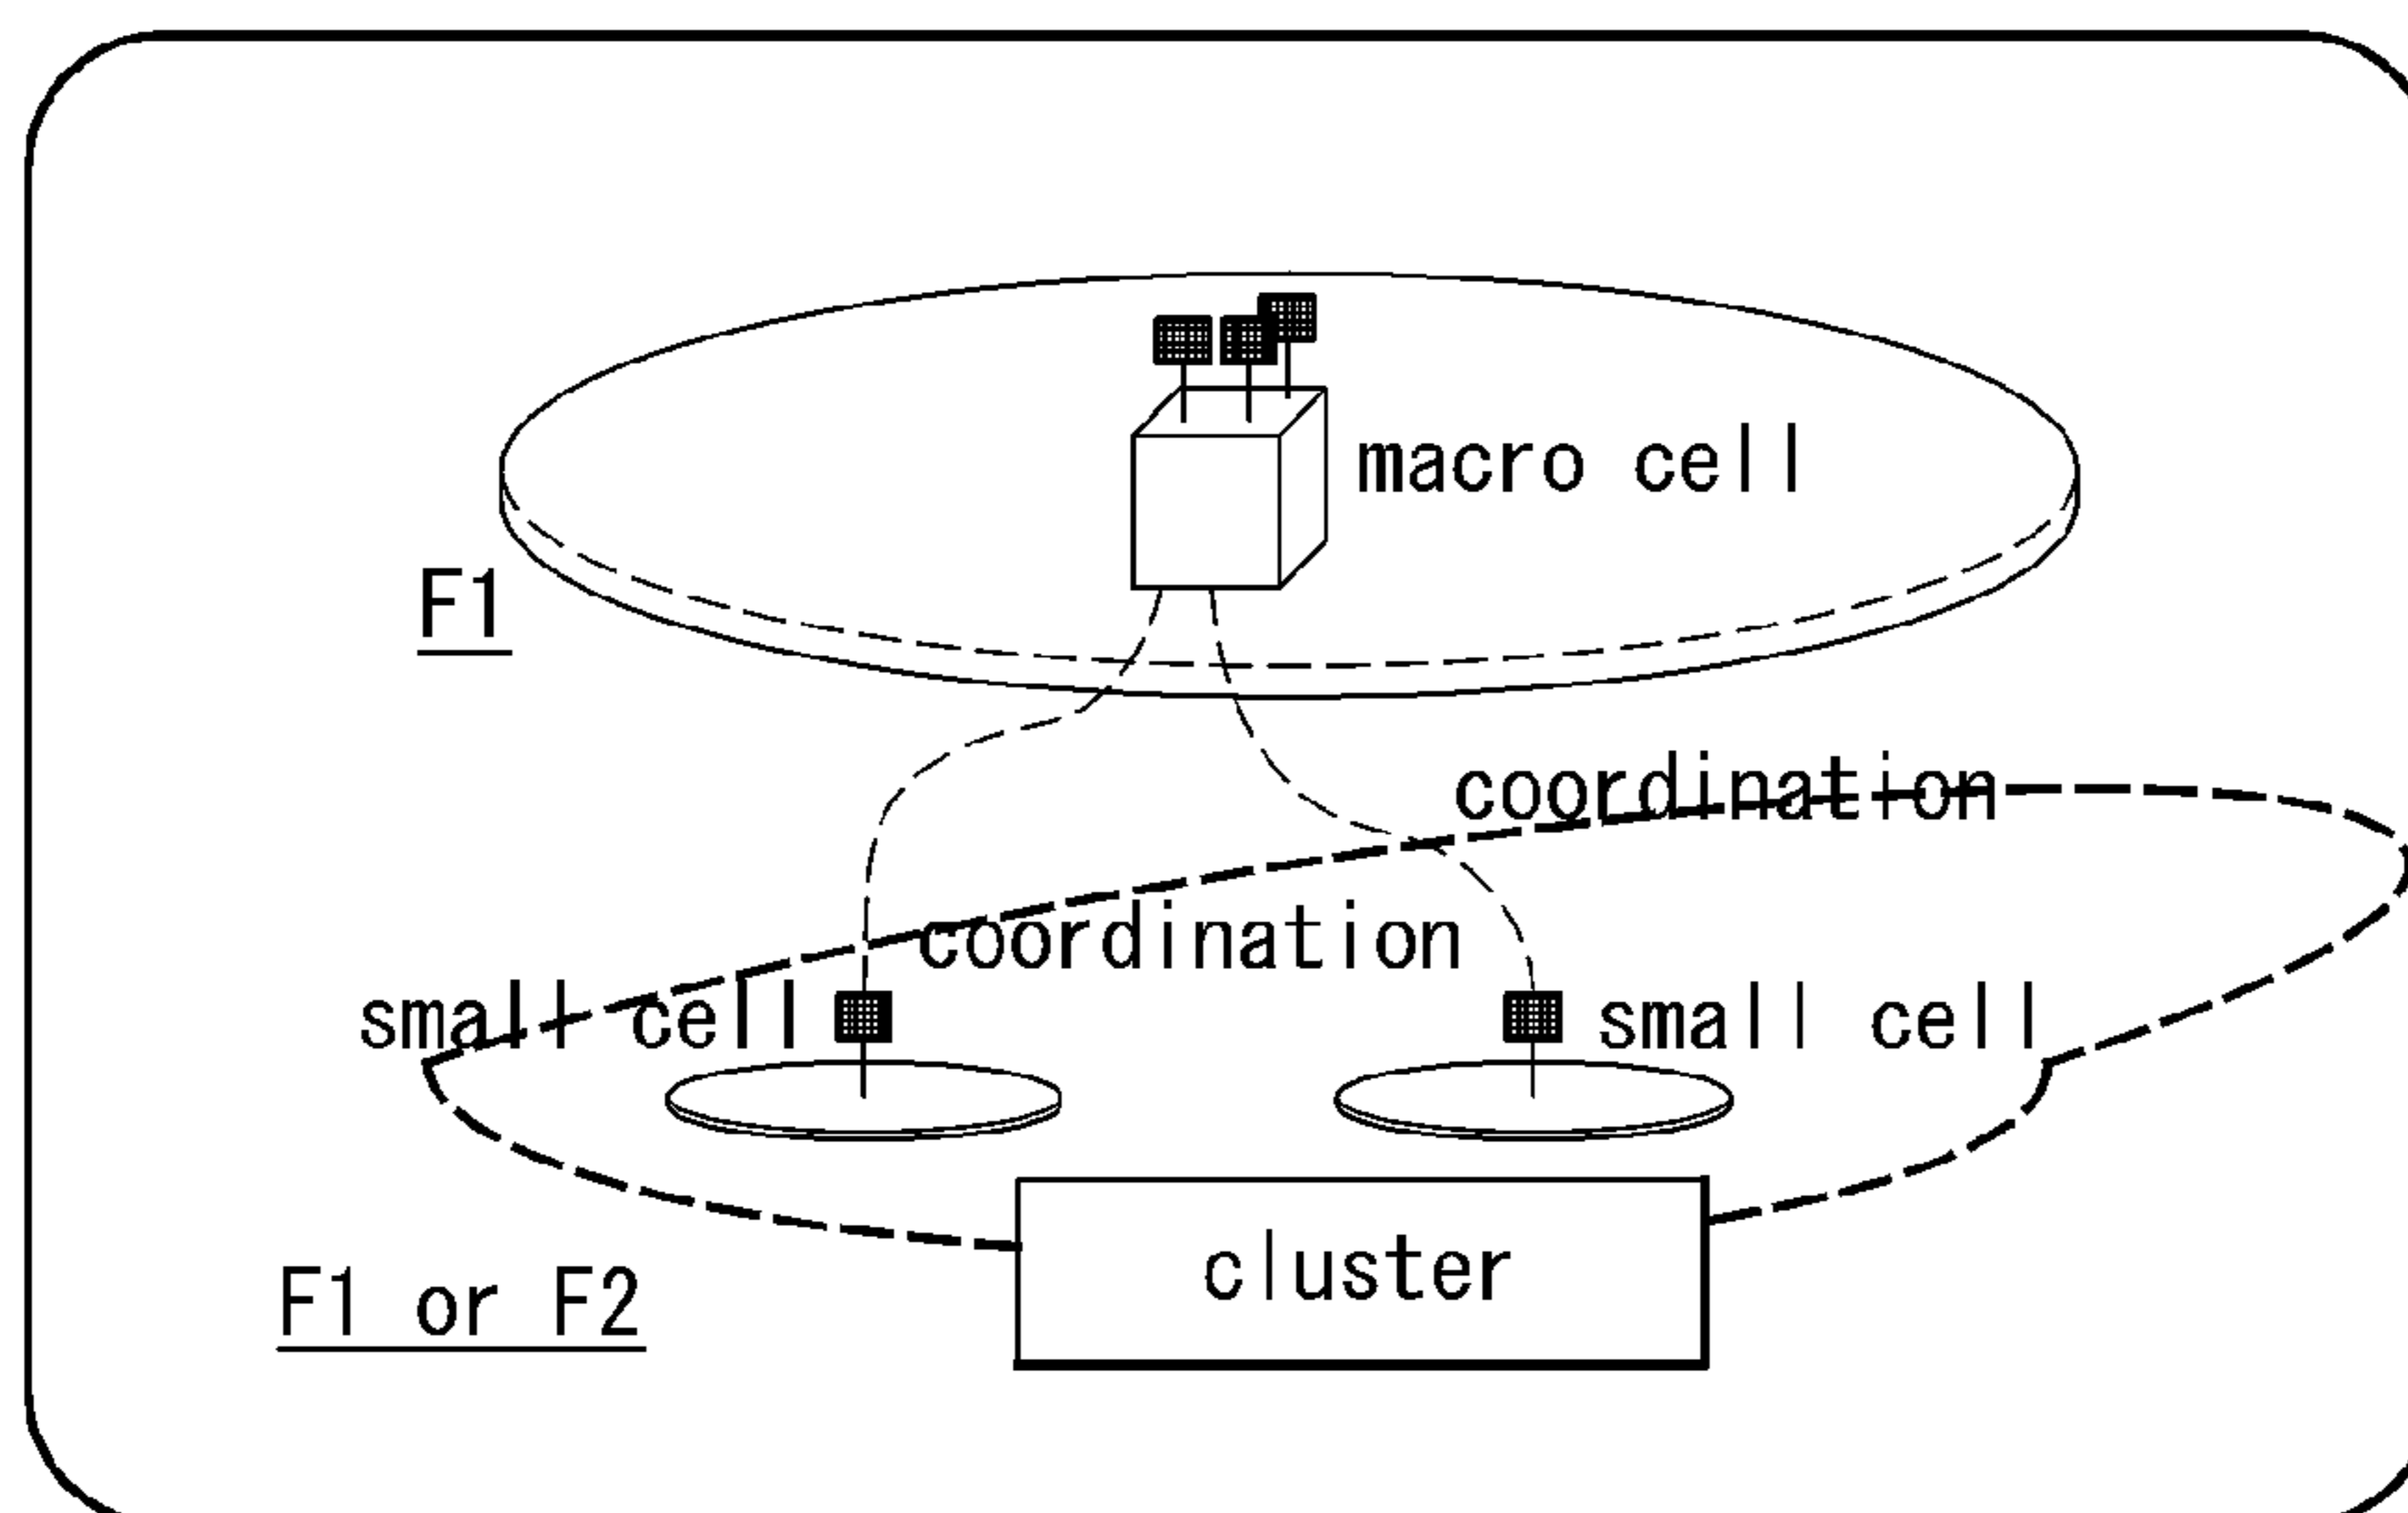 macro cell
F1
coordination
coordination
small cell
small cell
cluster
F1 or F2